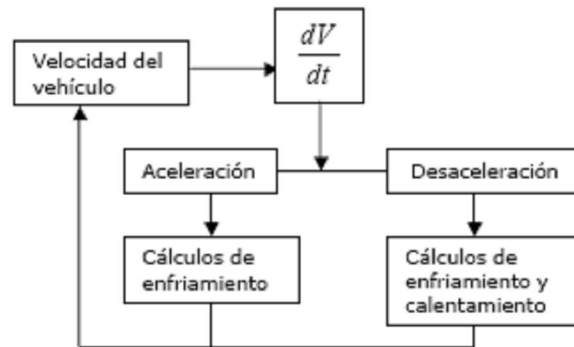 Velocidad del
vehículo
dV
dt
Aceleración
Desaceleración
Cálculos de
enfriamiento
Cálculos de
enfriamiento y
calentamiento